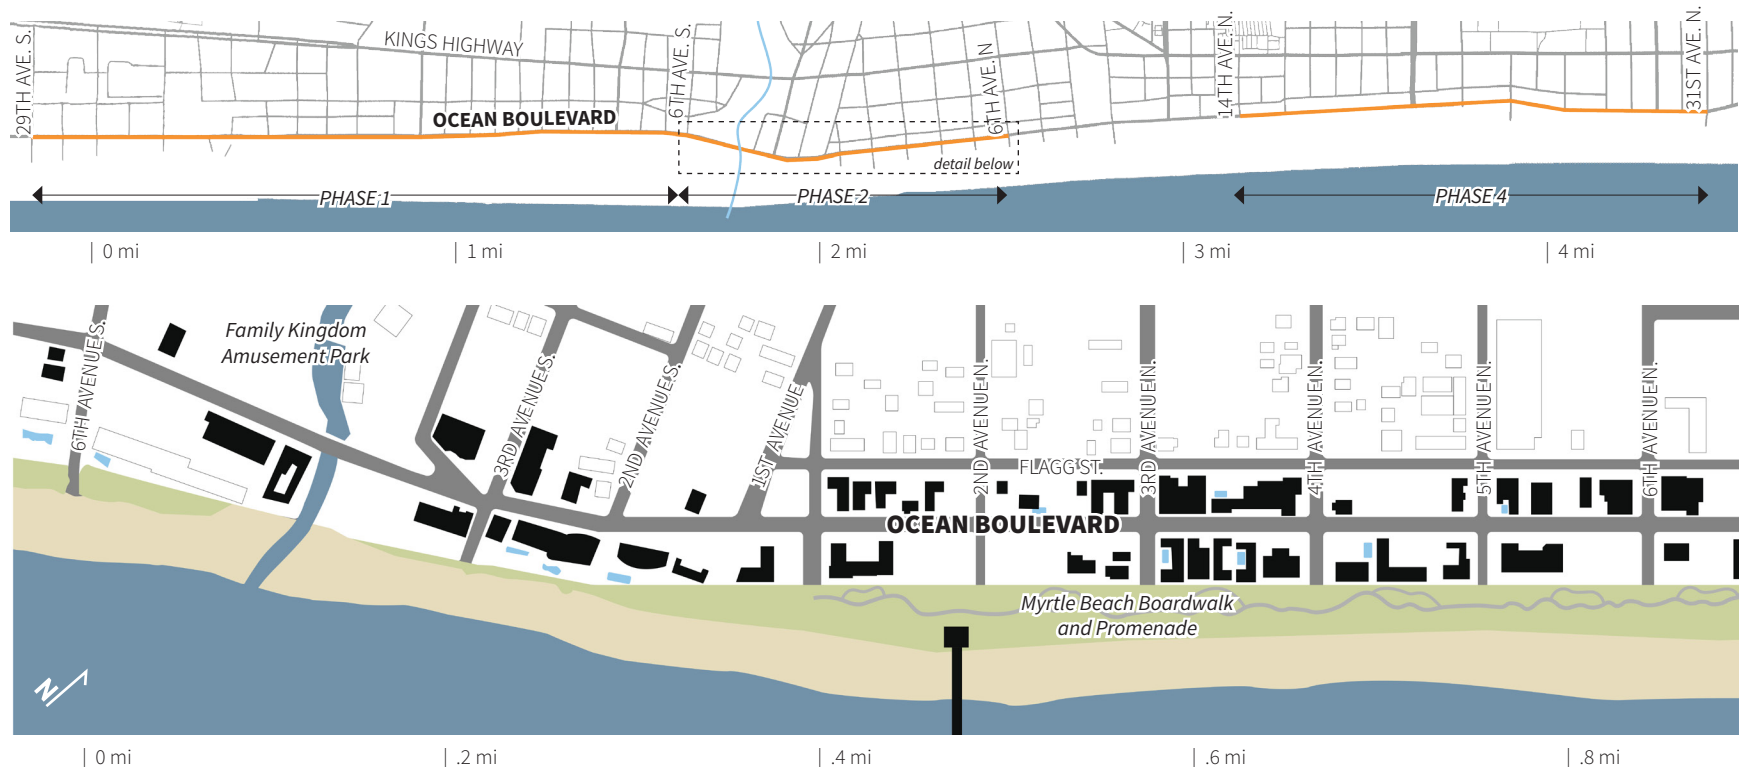 29TH AVE. S.
KINGS HIGHWAY
6TH AVE. S.
6TH AVE. N
14TH AVE. N.
31ST AVE. N.
OCEAN BOULEVARD
detail below
PHASE 1
PHASE 2
PHASE 4
| 0 mi
| 1 mi
| 2 mi
| 3 mi
| 4 mi
6TH AVENUE S.
Family Kingdom
Amusement Park
3RD AVENUE S.
2ND AVENUE S.
1ST AVENUE
2ND AVENUE N.
FLAGG ST.
3RD AVENUE N.
4TH AVENUE N.
5TH AVENUE N.
6TH AVENUE N.
OCEAN BOULEVARD
Myrtle Beach Boardwalk
and Promenade
N
| 0 mi
| .2 mi
| .4 mi
| .6 mi
| .8 mi